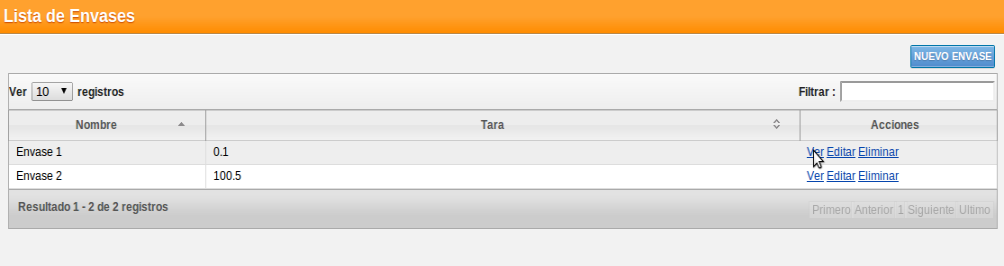 Lista de Envases
NUEVO ENVASE
Ver 10 registros Filtrar :
Nombre Tara Acciones
Envase 1 0.1 Ver Editar Eliminar
Envase 2 100.5 Ver Editar Eliminar
Resultado 1 - 2 de 2 registros Primero Anterior 1 Siguiente Ultimo